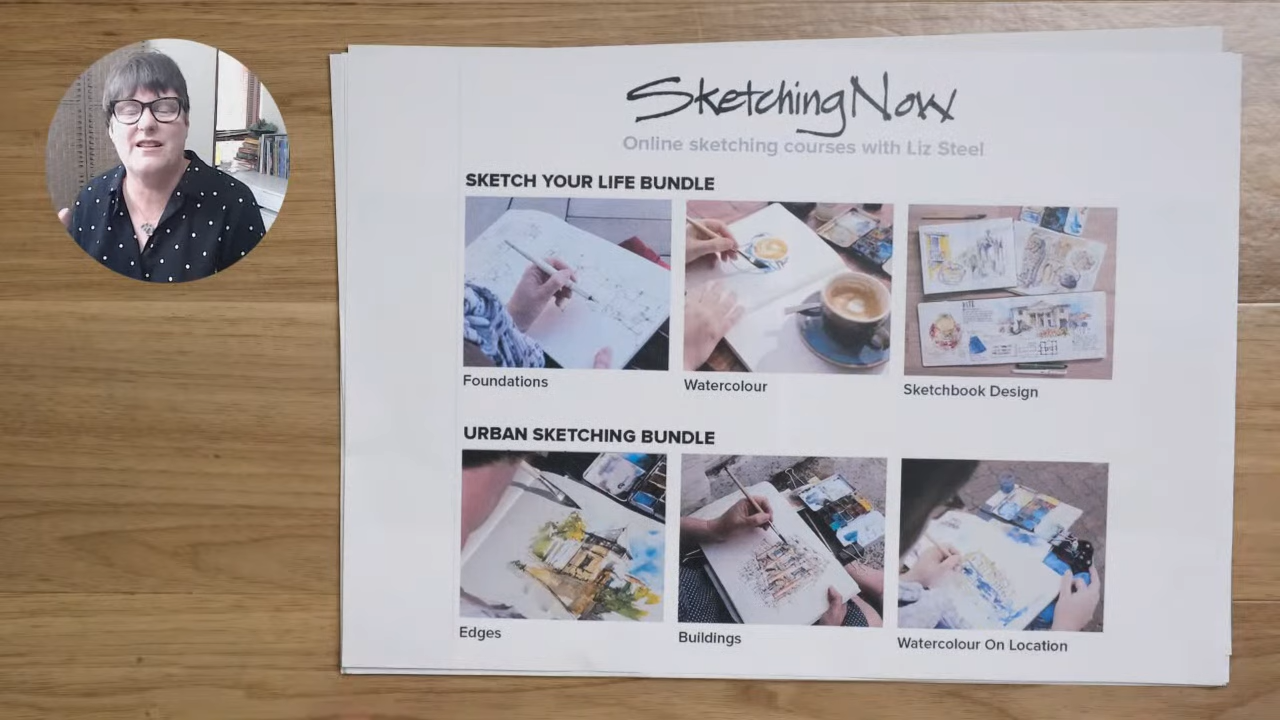 SketchingNow
Online sketching courses with Liz Steel
SKETCH YOUR LIFE BUNDLE
Foundations
Watercolour
Sketchbook Design
URBAN SKETCHING BUNDLE
Edges
Buildings
Watercolour On Location